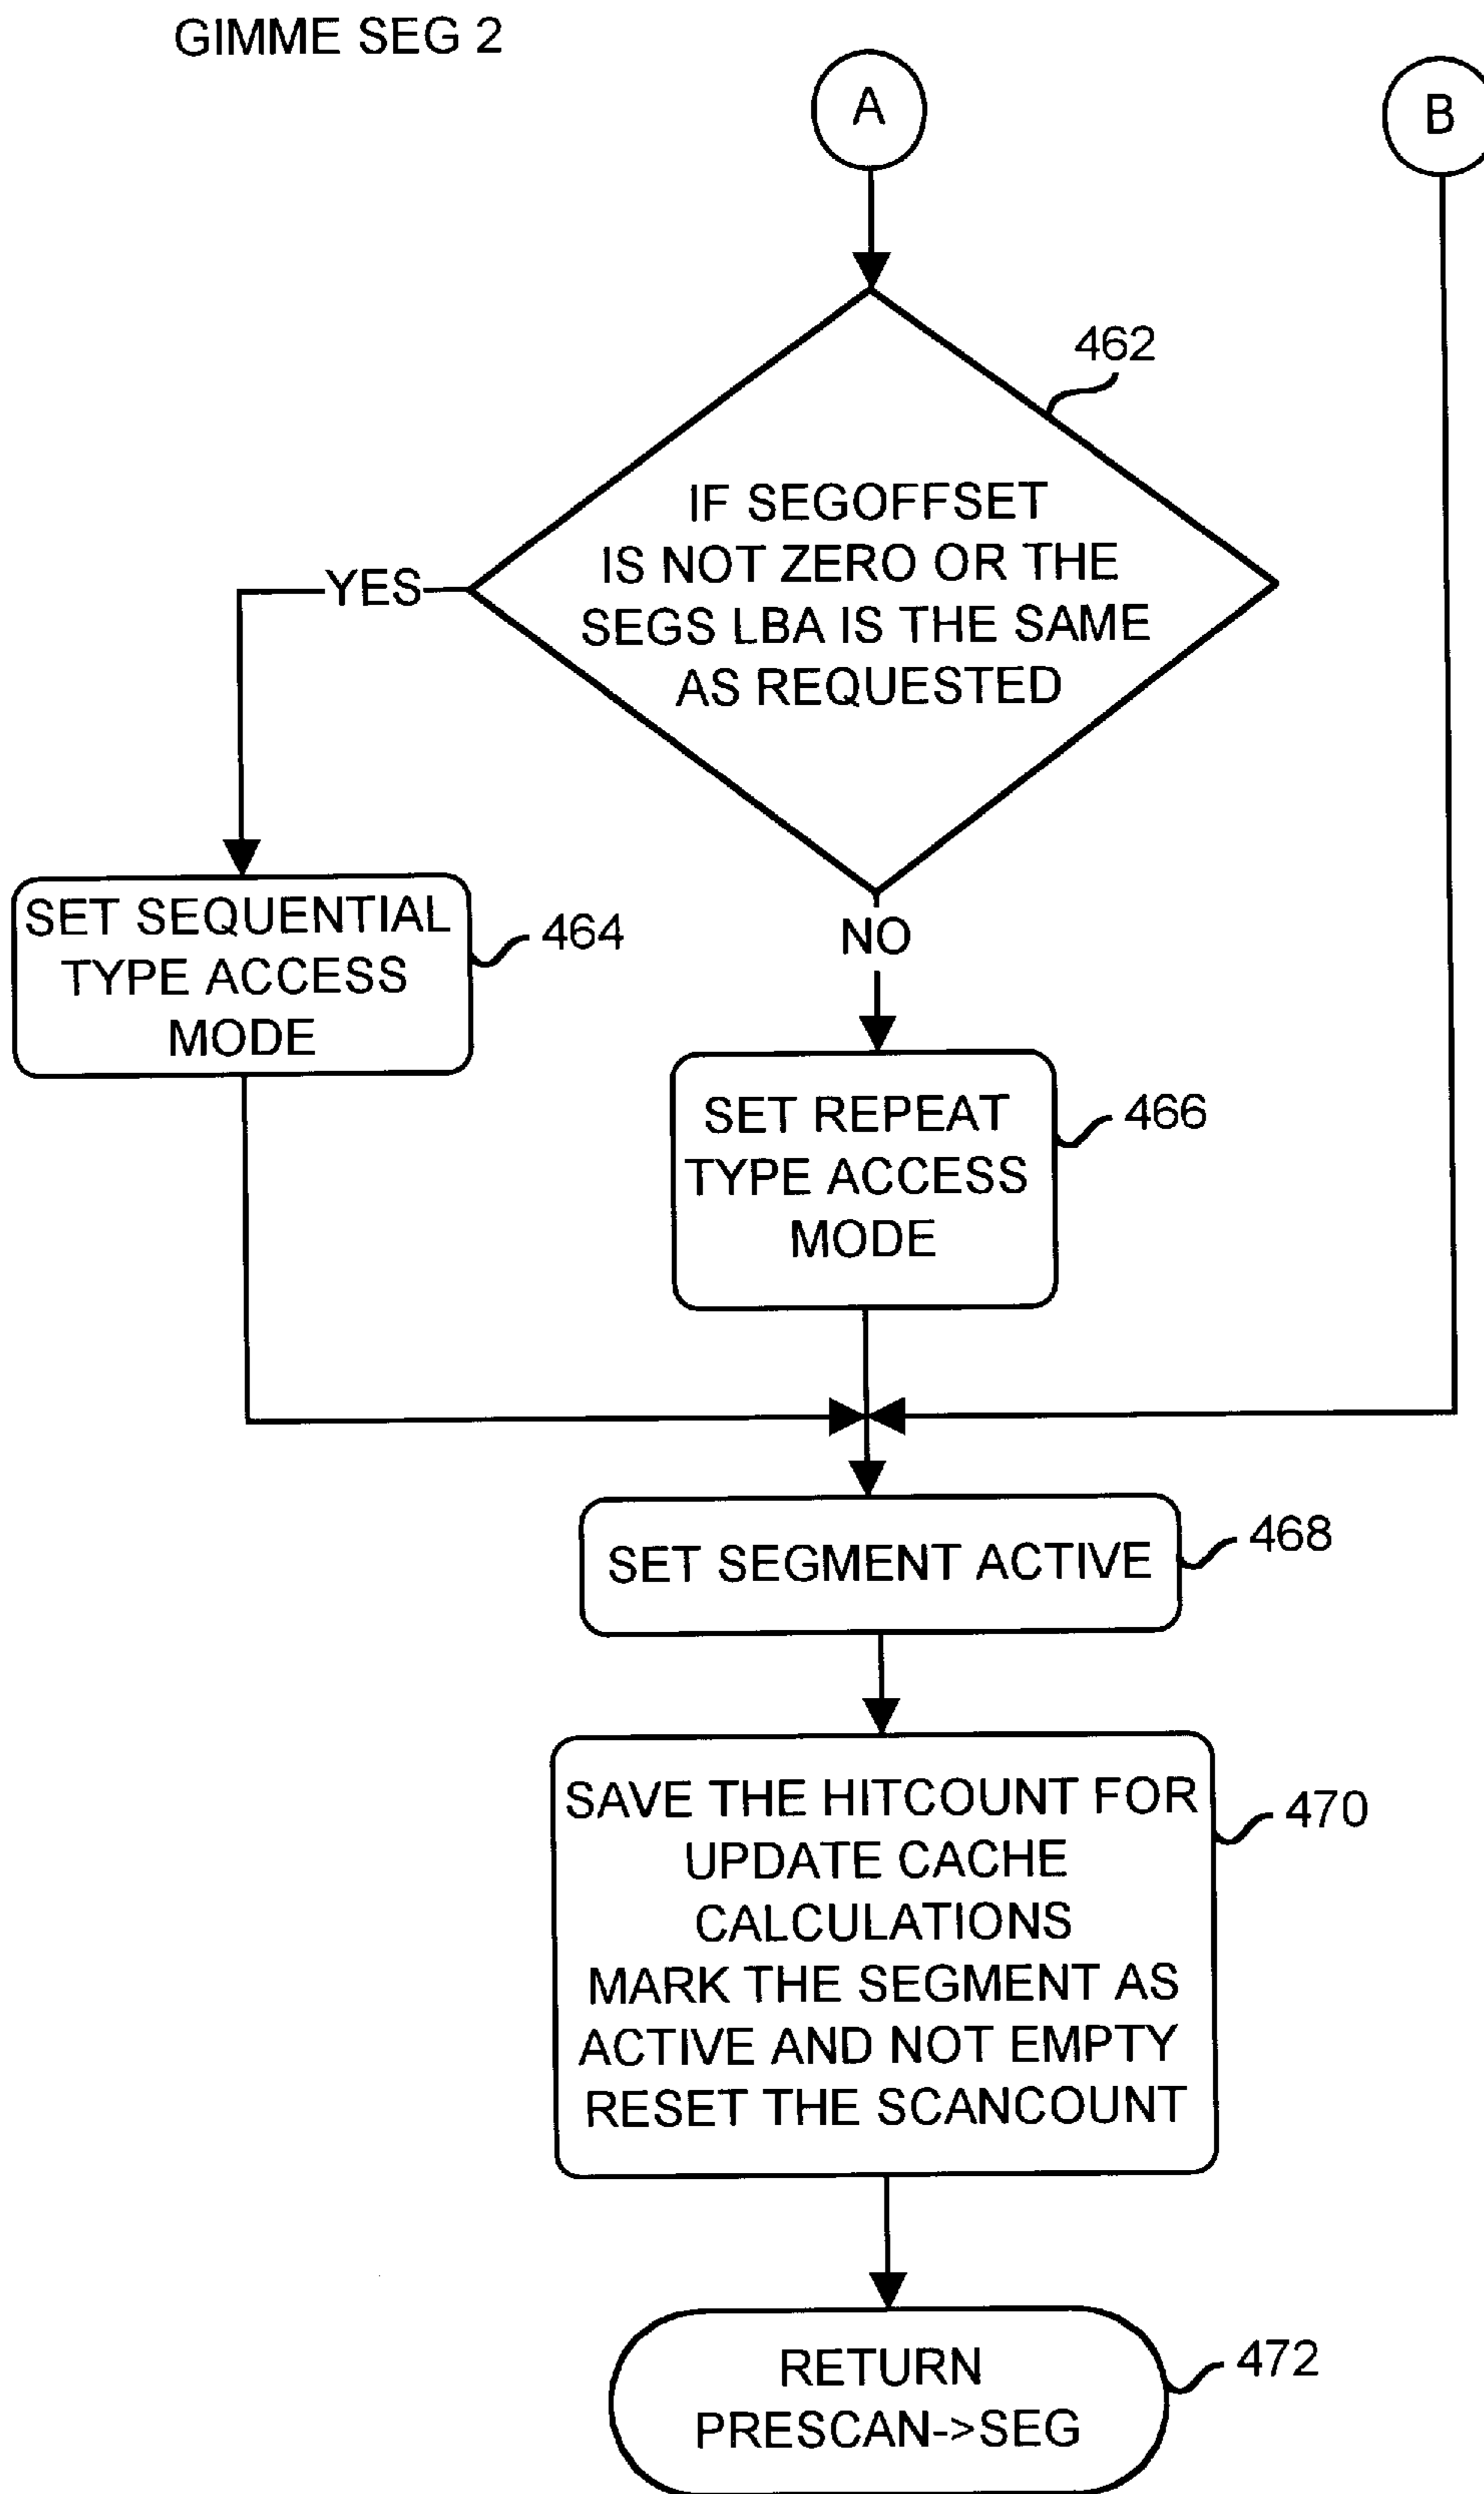 GIMME SEG 2
A
B
462
IF SEGOFFSET
IS NOT ZERO OR THE
SEGS LBA IS THE SAME
AS REQUESTED
YES
NO
SET SEQUENTIAL
TYPE ACCESS
MODE
464
SET REPEAT
TYPE ACCESS
MODE
466
SET SEGMENT ACTIVE
468
SAVE THE HITCOUNT FOR
UPDATE CACHE
CALCULATIONS
MARK THE SEGMENT AS
ACTIVE AND NOT EMPTY
RESET THE SCANCOUNT
470
RETURN
PRESCAN->SEG
472